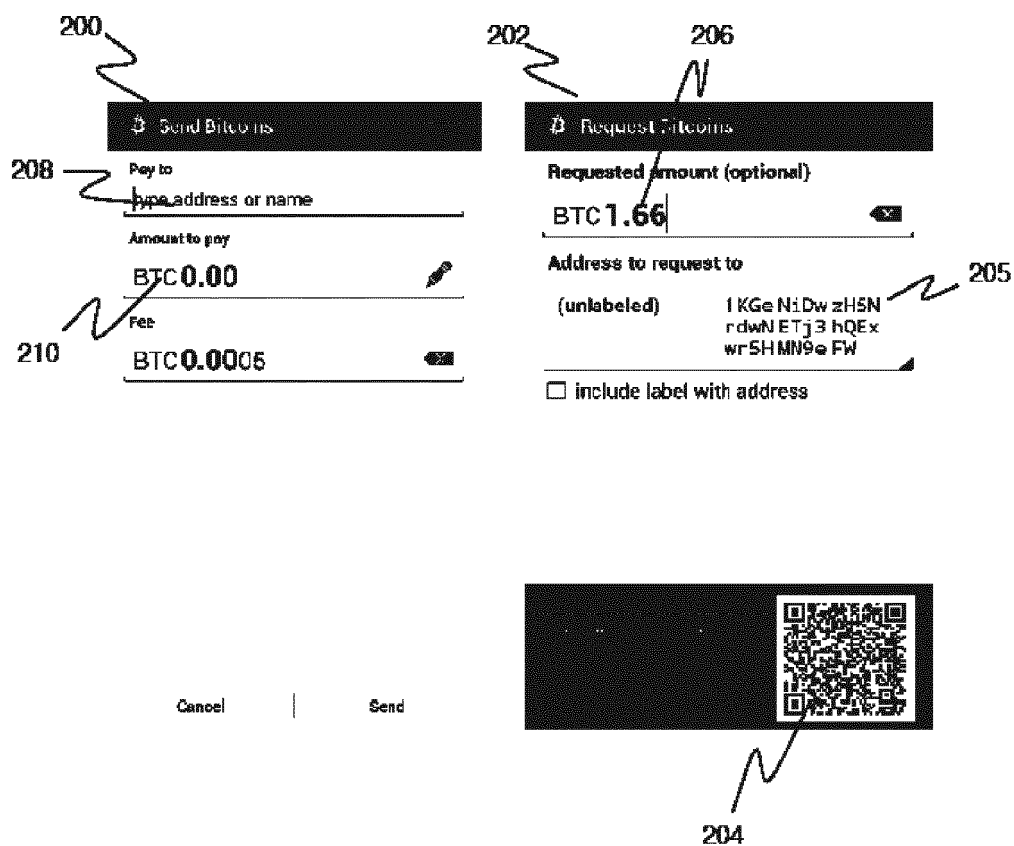 200
202
206
Send Bitcoins
Request Bitcoins
208
Pay to
type address or name
Amount to pay
BTC 0.00
Fee
210
BTC 0.0005
Requested amount (optional)
BTC 1.66
Address to request to
205
(unlabeled)
1KGe NiDw zHSN
rdwN ETj3 hQEx
wr5H MN9e FW
include label with address
Cancel
Send
204